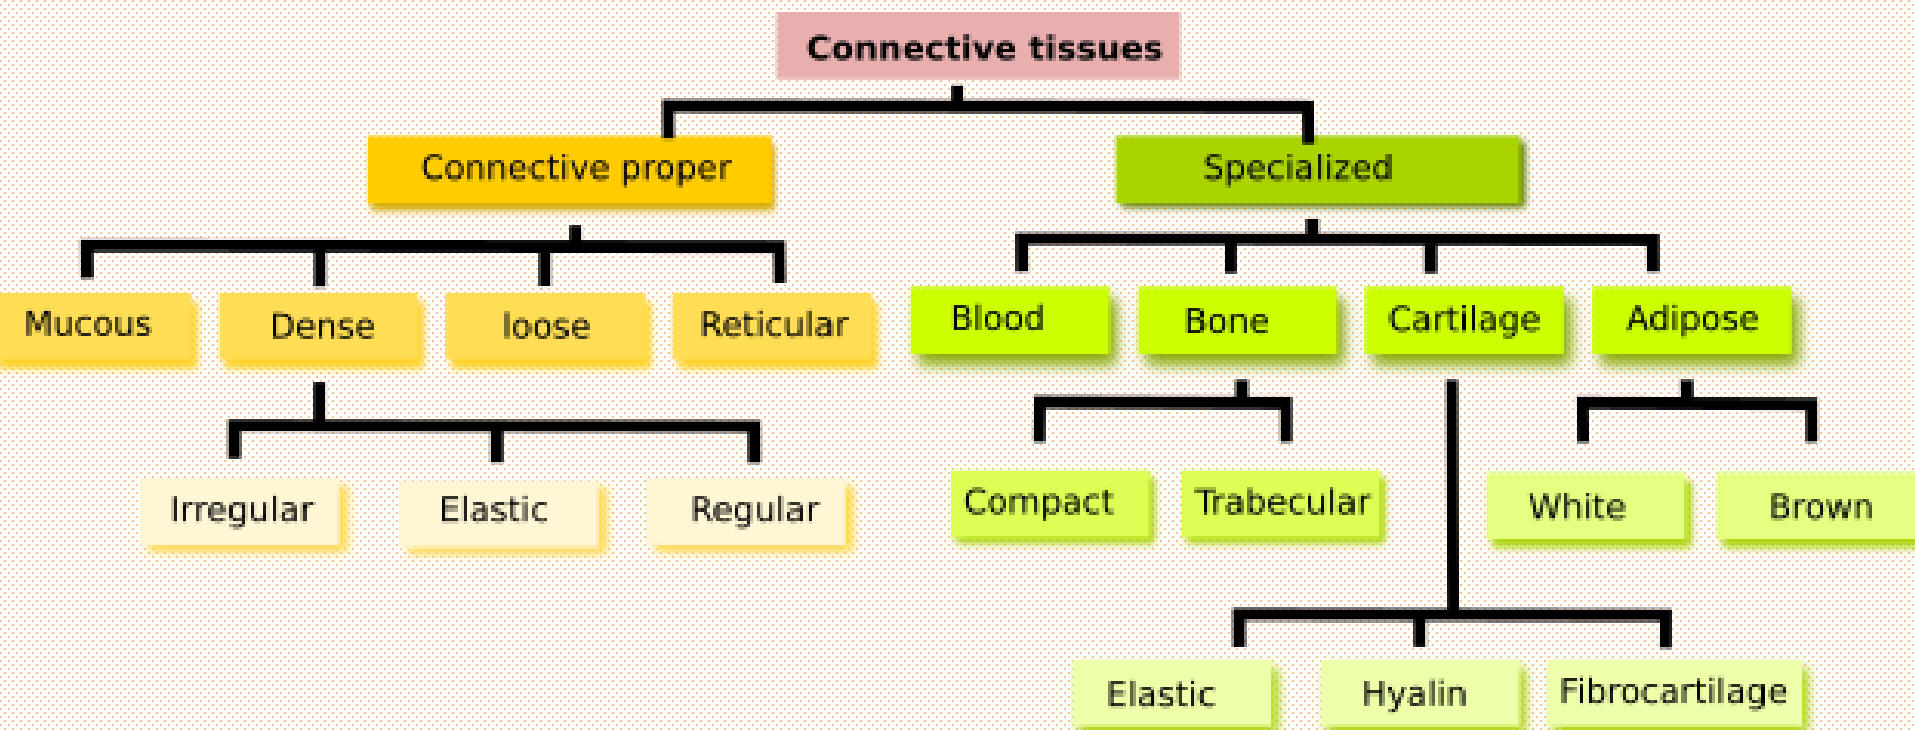 Connective tissues
Connective proper
Specialized
Mucous
Dense
loose
Reticular
Blood
Bone
Cartilage
Adipose
Irregular
Elastic
Regular
Compact
Trabecular
White
Brown
Elastic
Hyalin
Fibrocartilage